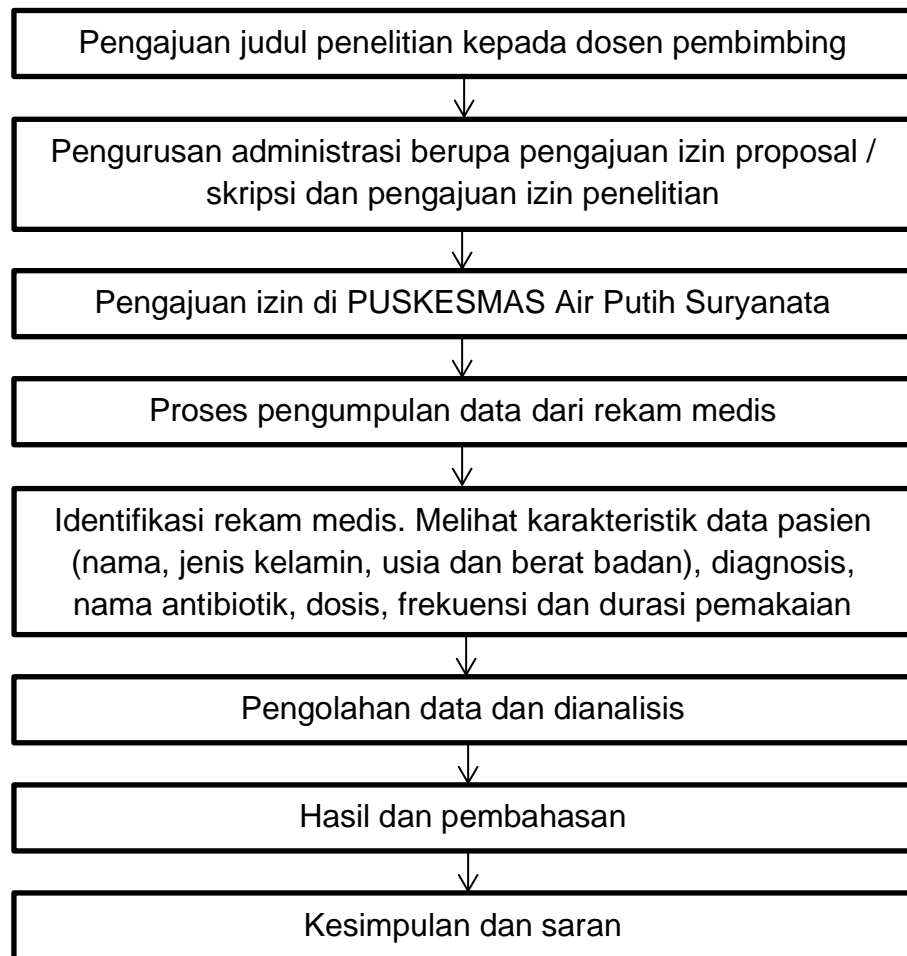 Pengajuan judul penelitian kepada dosen pembimbing
Pengurusan administrasi berupa pengajuan izin proposal /
skripsi dan pengajuan izin penelitian
Pengajuan izin di PUSKESMAS Air Putih Suryanata
Proses pengumpulan data dari rekam medis
Identifikasi rekam medis. Melihat karakteristik data pasien
(nama, jenis kelamin, usia dan berat badan), diagnosis,
nama antibiotik, dosis, frekuensi dan durasi pemakaian
Pengolahan data dan dianalisis
Hasil dan pembahasan
Kesimpulan dan saran